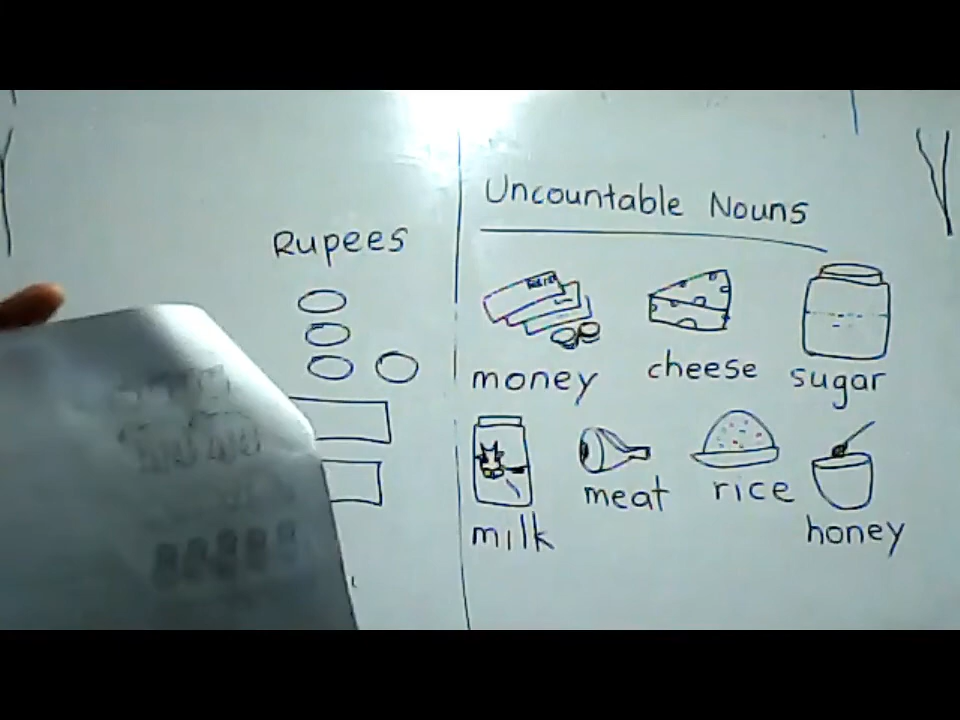 Rupees
Uncountable Nouns
money cheese sugar
milk meat rice honey